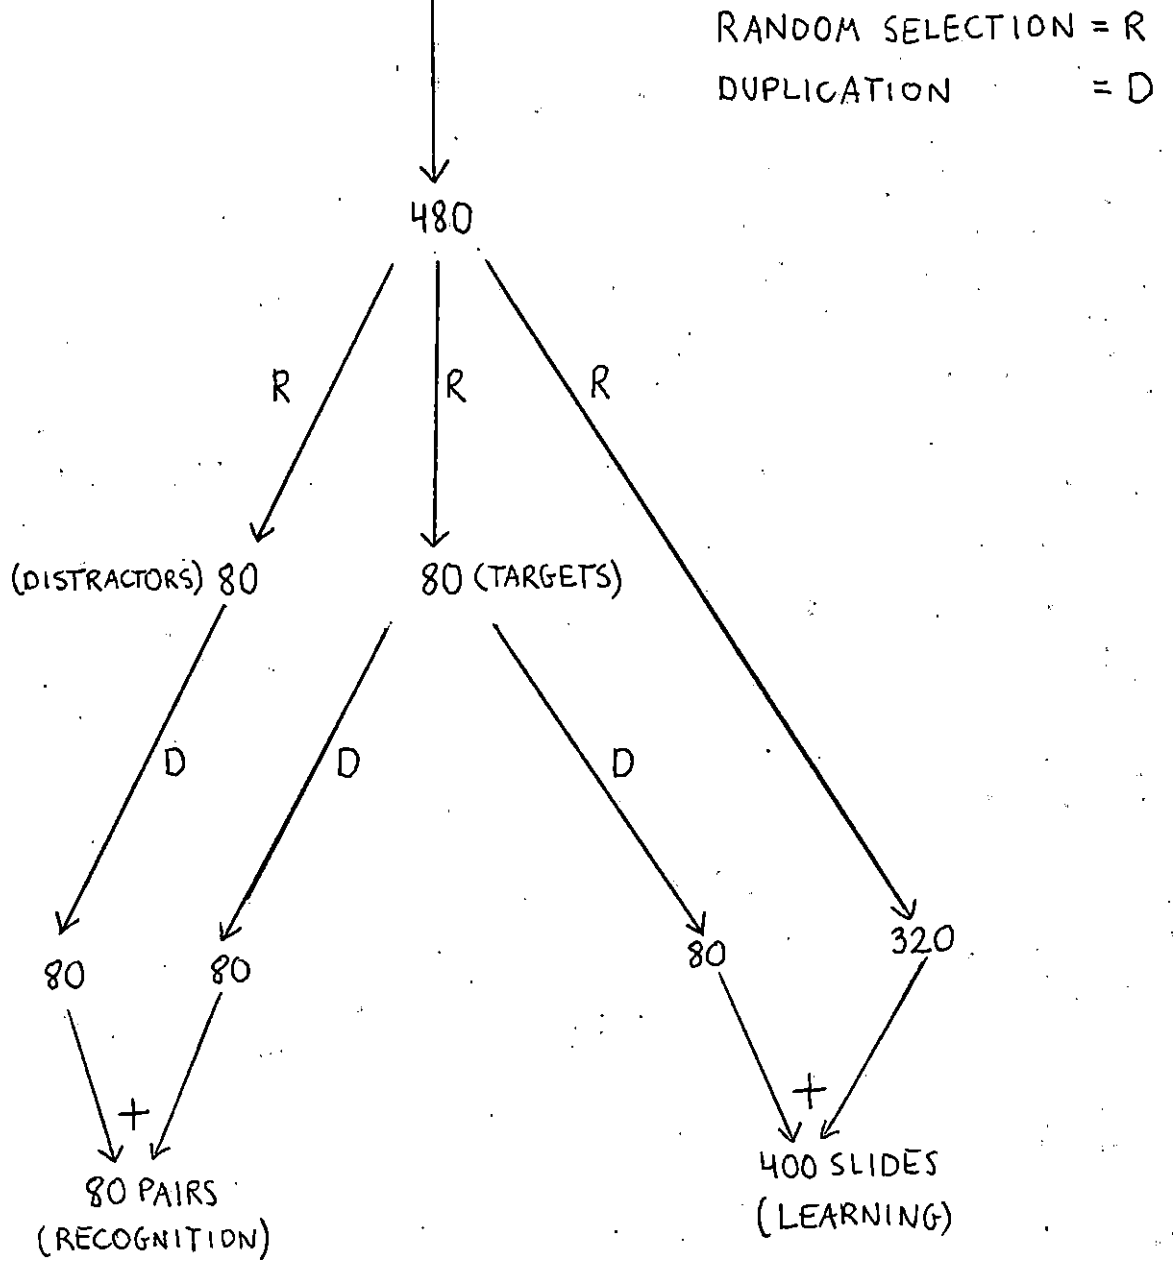 RANDOM SELECTION = R
DUPLICATION = D
480
R R R
(DISTRACTORS) 80 80 (TARGETS)
D D D
80 80 80 320
+ +
80 PAIRS 400 SLIDES
(RECOGNITION) (LEARNING)